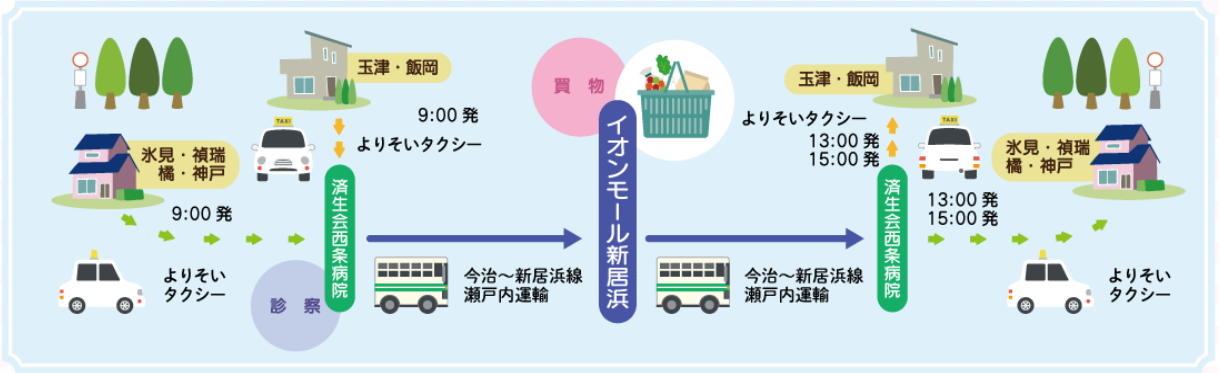 玉津・飯岡
9:00 発
よりそいタクシー
TAXI
氷見・禎瑞
橘・神戸
9:00 発
よりそい
タクシー
済生会西条病院
診察
今治〜新居浜線
瀬戸内運輸
買物
イオンモール新居浜
今治〜新居浜線
瀬戸内運輸
玉津・飯岡
よりそいタクシー
13:00 発
15:00 発
TAXI
済生会西条病院
氷見・禎瑞
橘・神戸
13:00 発
15:00 発
よりそい
タクシー